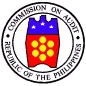 COMMISSION ON AUDIT
REPUBLIC OF THE PHILIPPINES